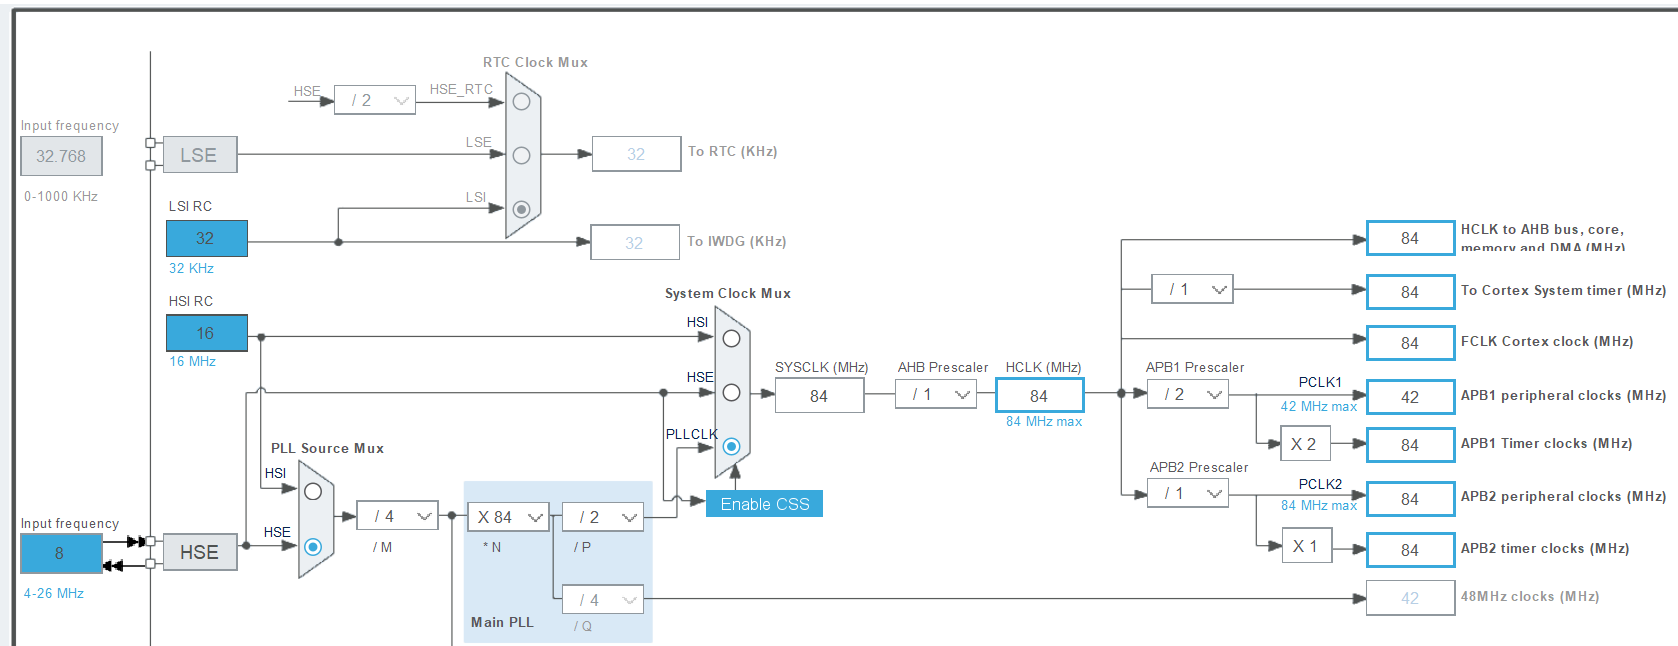 RTC Clock Mux
HSE
/ 2
HSE_RTC
Input frequency
32.768
0-1000 KHz
LSE
LSE
32
To RTC (KHz)
LSI RC
32
32 KHz
LSI
32
To IWDG (KHz)
HSI RC
16
16 MHz
System Clock Mux
HSI
HSE
PLLCLK
SYSCLK (MHz)
84
AHB Prescaler
/ 1
HCLK (MHz)
84
84 MHz max
84
HCLK to AHB bus, core,
memory and DMA (MHz)
/ 1
84
To Cortex System timer (MHz)
84
FCLK Cortex clock (MHz)
APB1 Prescaler
/ 2
PCLK1
42 MHz max
42
APB1 peripheral clocks (MHz)
X 2
84
APB1 Timer clocks (MHz)
APB2 Prescaler
/ 1
PCLK2
84 MHz max
84
APB2 peripheral clocks (MHz)
X 1
84
APB2 timer clocks (MHz)
42
48MHz clocks (MHz)
PLL Source Mux
HSI
HSE
Input frequency
8
4-26 MHz
HSE
/ 4
/ M
X 84
* N
/ 2
/ P
/ 4
/ Q
Main PLL
Enable CSS